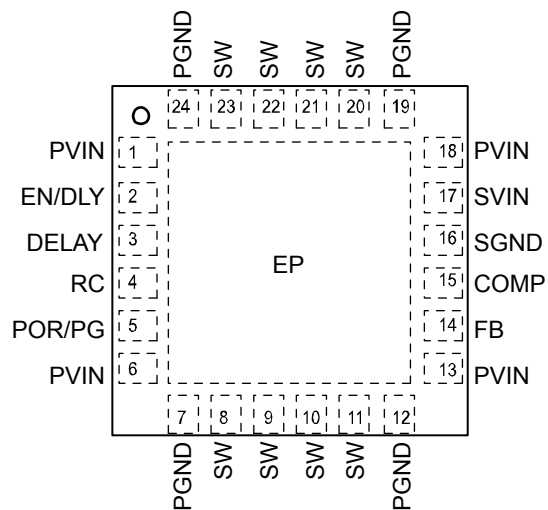 PGND SW SW SW SW PGND
24 23 22 21 20 19
PVIN 1 18 PVIN
EN/DLY 2 17 SVIN
DELAY 3 16 SGND
EP
RC 4 15 COMP
POR/PG 5 14 FB
PVIN 6 13 PVIN
7 8 9 10 11 12
PGND SW SW SW SW PGND